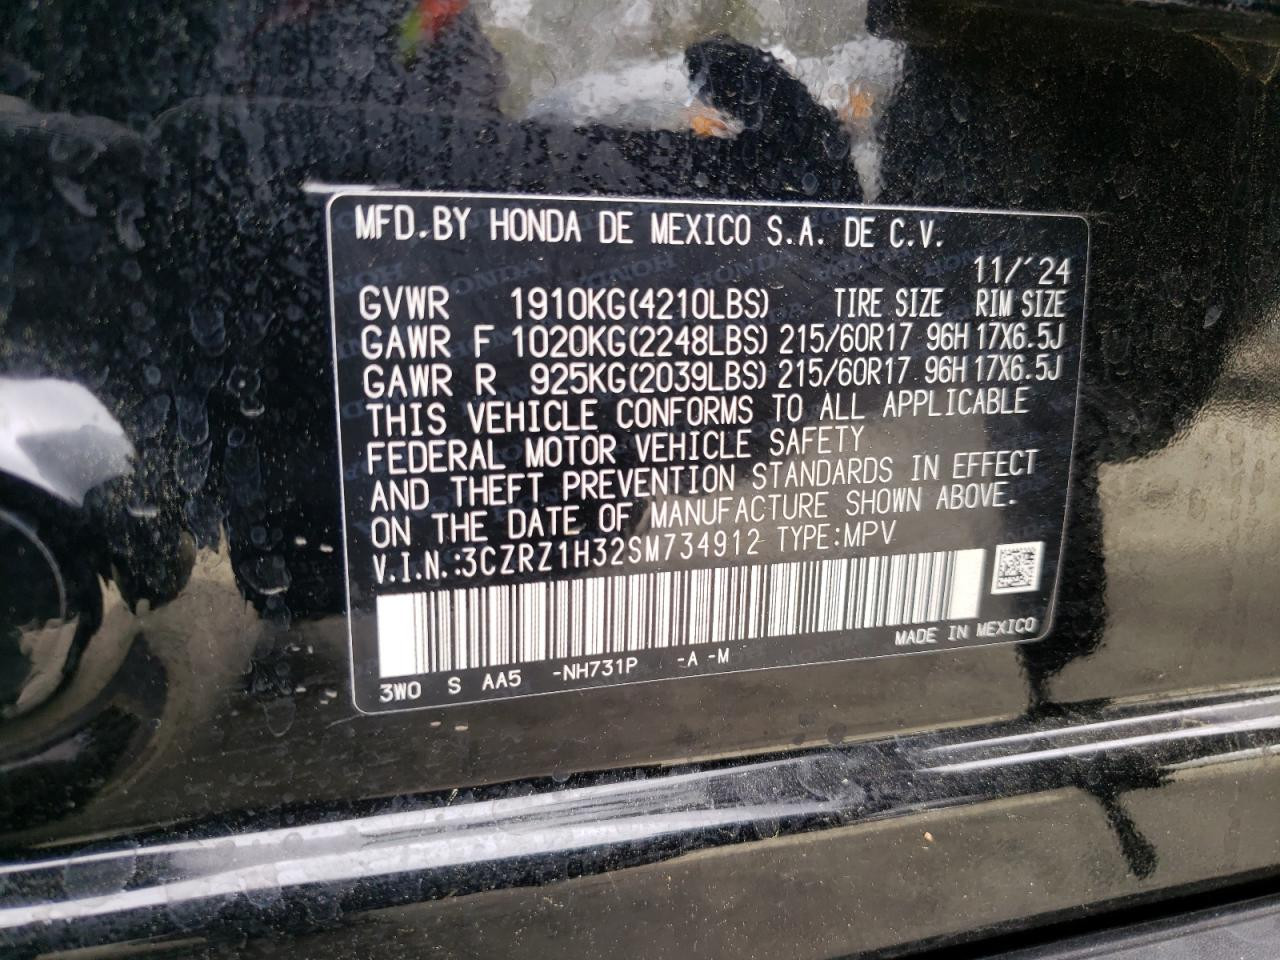 MFD.BY HONDA DE MEXICO S.A. DE C.V.
11/´24
GVWR 1910KG(4210LBS) TIRE SIZE RIM SIZE
GAWR F 1020KG(2248LBS) 215/60R17 96H 17X6.5J
GAWR R 925KG(2039LBS) 215/60R17 96H 17X6.5J
THIS VEHICLE CONFORMS TO ALL APPLICABLE
FEDERAL MOTOR VEHICLE SAFETY
AND THEFT PREVENTION STANDARDS IN EFFECT
ON THE DATE OF MANUFACTURE SHOWN ABOVE.
V.I.N.:3CZRZ1H32SM734912 TYPE:MPV
MADE IN MEXICO
3W0 S AA5 -NH731P -A -M